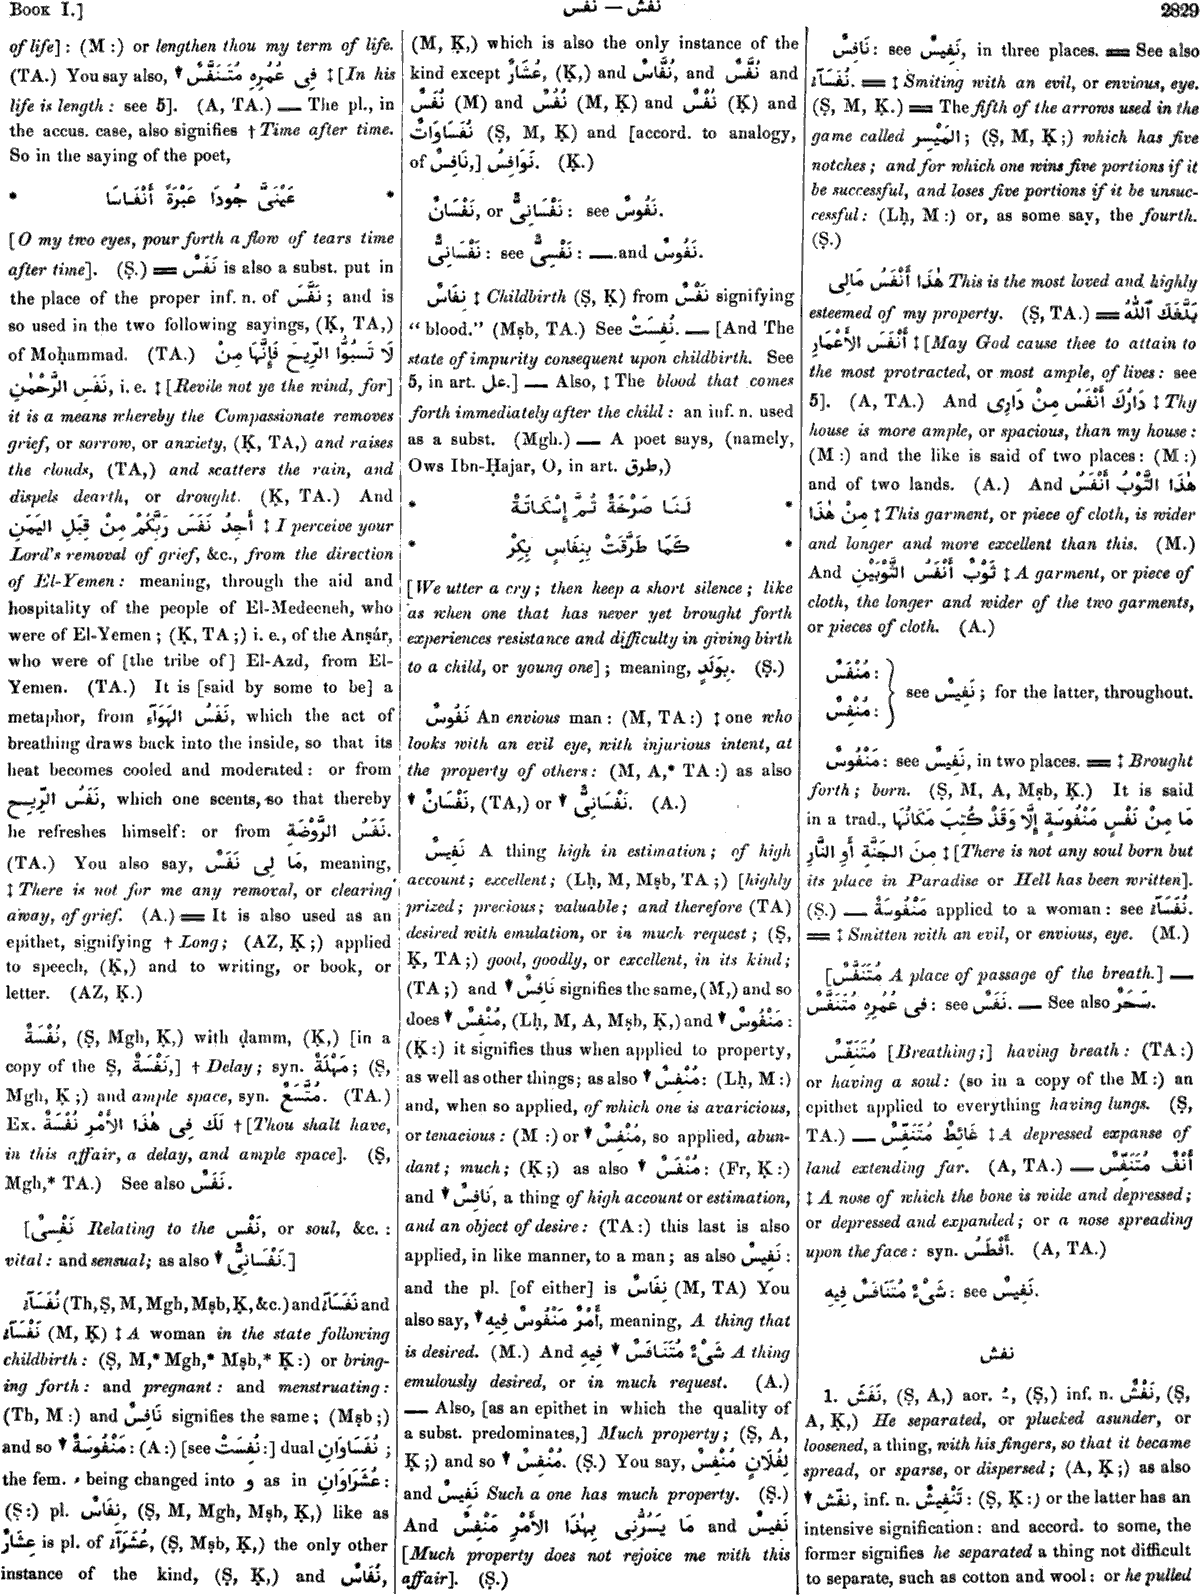 BOOK I.]
نفس — نفش
2829
of life]: (M:) or lengthen thou my term of life.
(TA.) You say also, ▼ فِى عُمُرِهِ مُتَنَفَّسٌ ‡ [In his
life is length: see 5]. (A, TA.) — The pl., in
the accus. case, also signifies † Time after time.
So in the saying of the poet,
* عَيْنَىَّ جُودَا عَبْرَةً أَنْفَاسَا *
[O my two eyes, pour forth a flow of tears time
after time]. (Ṣ.) = نَفَسٌ is also a subst. put in
the place of the proper inf. n. of نَفَّسَ; and is
so used in the two following sayings, (Ḳ, TA,)
of Moḥammad. (TA.) لَا تَسُبُّوا الرِّيحَ فَإِنَّهَا مِنْ
نَفَسِ الرَّحْمٰنِ, i. e. ‡ [Revile not ye the wind, for]
it is a means whereby the Compassionate removes
grief, or sorrow, or anxiety, (Ḳ, TA,) and raises
the clouds, (TA,) and scatters the rain, and
dispels dearth, or drought. (Ḳ, TA.) And
أَجِدُ نَفَسَ رَبِّكُمْ مِنْ قِبَلِ اليَمَنِ ‡ I perceive your
Lord's removal of grief, &c., from the direction
of El-Yemen: meaning, through the aid and
hospitality of the people of El-Medeeneh, who
were of El-Yemen; (Ḳ, TA;) i. e., of the Anṣár,
who were of [the tribe of] El-Azd, from El-
Yemen. (TA.) It is [said by some to be] a
metaphor, from نَفَسُ الهَوَآءِ, which the act of
breathing draws back into the inside, so that its
heat becomes cooled and moderated: or from
نَفَسُ الرِّيحِ, which one scents, so that thereby
he refreshes himself: or from نَفَسُ الرَّوْضَةِ.
(TA.) You also say, مَا لِى نَفَسٌ, meaning,
‡ There is not for me any removal, or clearing
away, of grief. (A.) = It is also used as an
epithet, signifying † Long; (AZ, Ḳ;) applied
to speech, (Ḳ,) and to writing, or book, or
letter. (AZ, Ḳ.)
نُفْسَةٌ, (Ṣ, Mgh, Ḳ,) with ḍamm, (Ḳ,) [in a
copy of the Ṣ, نَفْسَةٌ,] † Delay; syn. مُهْلَةٌ; (Ṣ,
Mgh, Ḳ;) and ample space, syn. مُتَّسَعٌ. (TA.)
Ex. لَكَ فِى هٰذَا الأَمْرِ نُفْسَةٌ † [Thou shalt have,
in this affair, a delay, and ample space]. (Ṣ,
Mgh,* TA.) See also نَفَسٌ.
[نَفْسِىٌّ Relating to the نَفْس, or soul, &c.:
vital: and sensual; as also ▼ نَفْسَانِىٌّ.]
نُفَسَآءُ (Th, Ṣ, M, Mgh, Mṣb, Ḳ, &c.) and نَفْسَآءُ and
نَفَسَآءُ (M, Ḳ) ‡ A woman in the state following
childbirth: (Ṣ, M,* Mgh,* Mṣb,* Ḳ:) or bring-
ing forth: and pregnant: and menstruating:
(Th, M:) and نَافِسٌ signifies the same; (Mṣb;)
and so ▼ مَنْفُوسَةٌ: (A:) [see نُفِسَتْ:] dual نُفَسَاوَانِ;
the fem. ء being changed into و as in عُشَرَاوَانِ:
(Ṣ:) pl. نِفَاسٌ, (Ṣ, M, Mgh, Mṣb, Ḳ,) like as
عِشَارٌ is pl. of عُشَرَآءُ, (Ṣ, Mṣb, Ḳ,) the only other
instance of the kind, (Ṣ, Ḳ,) and نُفَاسٌ,
(M, Ḳ,) which is also the only instance of the
kind except عُشَارٌ, (Ḳ,) and نُفَّاسٌ, and نُفَّسٌ and
نُفَّسٌ (M) and نُفُسٌ (M, Ḳ) and نُفْسٌ (Ḳ) and
نُفَسَاوَاتٌ (Ṣ, M, Ḳ) and [accord. to analogy,
of نَافِسٌ,] نَوَافِسُ. (Ḳ.)
نَفْسَانٌ, or نَفْسَانِىٌّ: see نَفُوسٌ.
نَفْسَانِىٌّ: see نَفْسِىٌّ: — and نَفُوسٌ.
نِفَاسٌ ‡ Childbirth (Ṣ, Ḳ) from نَفْسٌ signifying
"blood." (Mṣb, TA.) See نُفِسَتْ. — [And The
state of impurity consequent upon childbirth. See
5, in art. عل.] — Also, ‡ The blood that comes
forth immediately after the child: an inf. n. used
as a subst. (Mgh.) — A poet says, (namely,
Ows Ibn-Ḥajar, O, in art. طرق,)
* لَنَا صَرْخَةٌ ثُمَّ إِسْكَاتَةٌ *
* كَمَا طَرَّقَتْ بِنِفَاسٍ بِكِرْ *
[We utter a cry; then keep a short silence; like
as when one that has never yet brought forth
experiences resistance and difficulty in giving birth
to a child, or young one]; meaning, بِوَلَدٍ. (Ṣ.)
نَفُوسٌ An envious man: (M, TA:) ‡ one who
looks with an evil eye, with injurious intent, at
the property of others: (M, A,* TA:) as also
▼ نَفْسَانٌ, (TA,) or ▼ نَفْسَانِىٌّ. (A.)
نَفِيسٌ A thing high in estimation; of high
account; excellent; (Lḥ, M, Mṣb, TA;) [highly
prized; precious; valuable; and therefore (TA)
desired with emulation, or in much request; (Ṣ,
Ḳ, TA;) good, goodly, or excellent, in its kind;
(TA;) and ▼ نَافِسٌ signifies the same, (M,) and so
does ▼ مُنْفِسٌ, (Lḥ, M, A, Mṣb, Ḳ,) and ▼ مَنْفُوسٌ:
(Ḳ:) it signifies thus when applied to property,
as well as other things; as also ▼ مُنْفِسٌ: (Lḥ, M:)
and, when so applied, of which one is avaricious,
or tenacious: (M:) or ▼ مُنْفِسٌ, so applied, abun-
dant; much; (Ḳ;) as also ▼ مُنْفَسٌ: (Fr, Ḳ:)
and ▼ نَافِسٌ, a thing of high account or estimation,
and an object of desire: (TA:) this last is also
applied, in like manner, to a man; as also نَفِيسٌ:
and the pl. [of either] is نِفَاسٌ (M, TA) You
also say, ▼ أَمْرٌ مَنْفُوسٌ فِيهِ, meaning, A thing that
is desired. (M.) And شَىْءٌ مُتَنَافَسٌ ▼ فِيهِ A thing
emulously desired, or in much request. (A.)
— Also, [as an epithet in which the quality of
a subst. predominates,] Much property; (Ṣ, A,
Ḳ;) and so ▼ مُنْفِسٌ. (Ṣ.) You say, لِفُلَانٍ مُنْفِسٌ
and نَفِيسٌ Such a one has much property. (Ṣ.)
And مَا يَسُرُّنِى بِهٰذَا الأَمْرِ مُنْفِسٌ and نَفِيسٌ
[Much property does not rejoice me with this
affair]. (Ṣ.)
نَافِسٌ: see نَفِيسٌ, in three places. = See also
نُفَسَآءُ. = ‡ Smiting with an evil, or envious, eye.
(Ṣ, M, Ḳ.) = The fifth of the arrows used in the
game called المَيْسِر; (Ṣ, M, Ḳ;) which has five
notches; and for which one wins five portions if it
be successful, and loses five portions if it be unsuc-
cessful: (Lḥ, M:) or, as some say, the fourth.
(Ṣ.)
هٰذَا أَنْفَسُ مَالِى This is the most loved and highly
esteemed of my property. (Ṣ, TA.) = بَلَّغَكَ ٱللّٰهُ
أَنْفَسَ الأَعْمَارِ ‡ [May God cause thee to attain to
the most protracted, or most ample, of lives: see
5]. (A, TA.) And دَارُكَ أَنْفَسُ مِنْ دَارِى ‡ Thy
house is more ample, or spacious, than my house:
(M:) and the like is said of two places: (M:)
and of two lands. (A.) And هٰذَا الثَّوْبُ أَنْفَسُ
مِنْ هٰذَا ‡ This garment, or piece of cloth, is wider
and longer and more excellent than this. (M.)
And ثَوْبٌ أَنْفَسُ الثَّوْبَيْنِ ‡ A garment, or piece of
cloth, the longer and wider of the two garments,
or pieces of cloth. (A.)
مُنْفَسٌ:
see نَفِيسٌ; for the latter, throughout.
مُنْفِسٌ:
مَنْفُوسٌ: see نَفِيسٌ, in two places. = ‡ Brought
forth; born. (Ṣ, M, A, Mṣb, Ḳ.) It is said
in a trad., مَا مِنْ نَفْسٍ مَنْفُوسَةٍ إِلَّا وَقَدْ كُتِبَ مَكَانُهَا
مِنَ الجَنَّةِ أَوِ النَّارِ ‡ [There is not any soul born but
its place in Paradise or Hell has been written].
(Ṣ.) — مَنْفُوسَةٌ applied to a woman: see نُفَسَآءُ.
= ‡ Smitten with an evil, or envious, eye. (M.)
[مُتَنَفَّسٌ A place of passage of the breath.] —
فِى عُمُرِهِ مُتَنَفَّسٌ: see نَفَسٌ. — See also سَحَرٌ.
مُتَنَفِّسٌ [Breathing;] having breath: (TA:)
or having a soul: (so in a copy of the M:) an
epithet applied to everything having lungs. (Ṣ,
TA.) — غَائِطٌ مُتَنَفِّسٌ ‡ A depressed expanse of
land extending far. (A, TA.) — أَنْفٌ مُتَنَفِّسٌ
‡ A nose of which the bone is wide and depressed;
or depressed and expanded; or a nose spreading
upon the face: syn. أَفْطَسُ. (A, TA.)
شَىْءٌ مُتَنَافَسٌ فِيهِ: see نَفِيسٌ.
نفش
1. نَفَشَ, (Ṣ, A,) aor. ـُ, (Ṣ,) inf. n. نَفْشٌ, (Ṣ,
A, Ḳ,) He separated, or plucked asunder, or
loosened, a thing, with his fingers, so that it became
spread, or sparse, or dispersed; (A, Ḳ;) as also
▼ نَفَّشَ, inf. n. تَنْفِيشٌ: (Ṣ, Ḳ:) or the latter has an
intensive signification: and accord. to some, the
former signifies he separated a thing not difficult
to separate, such as cotton and wool: or he pulled